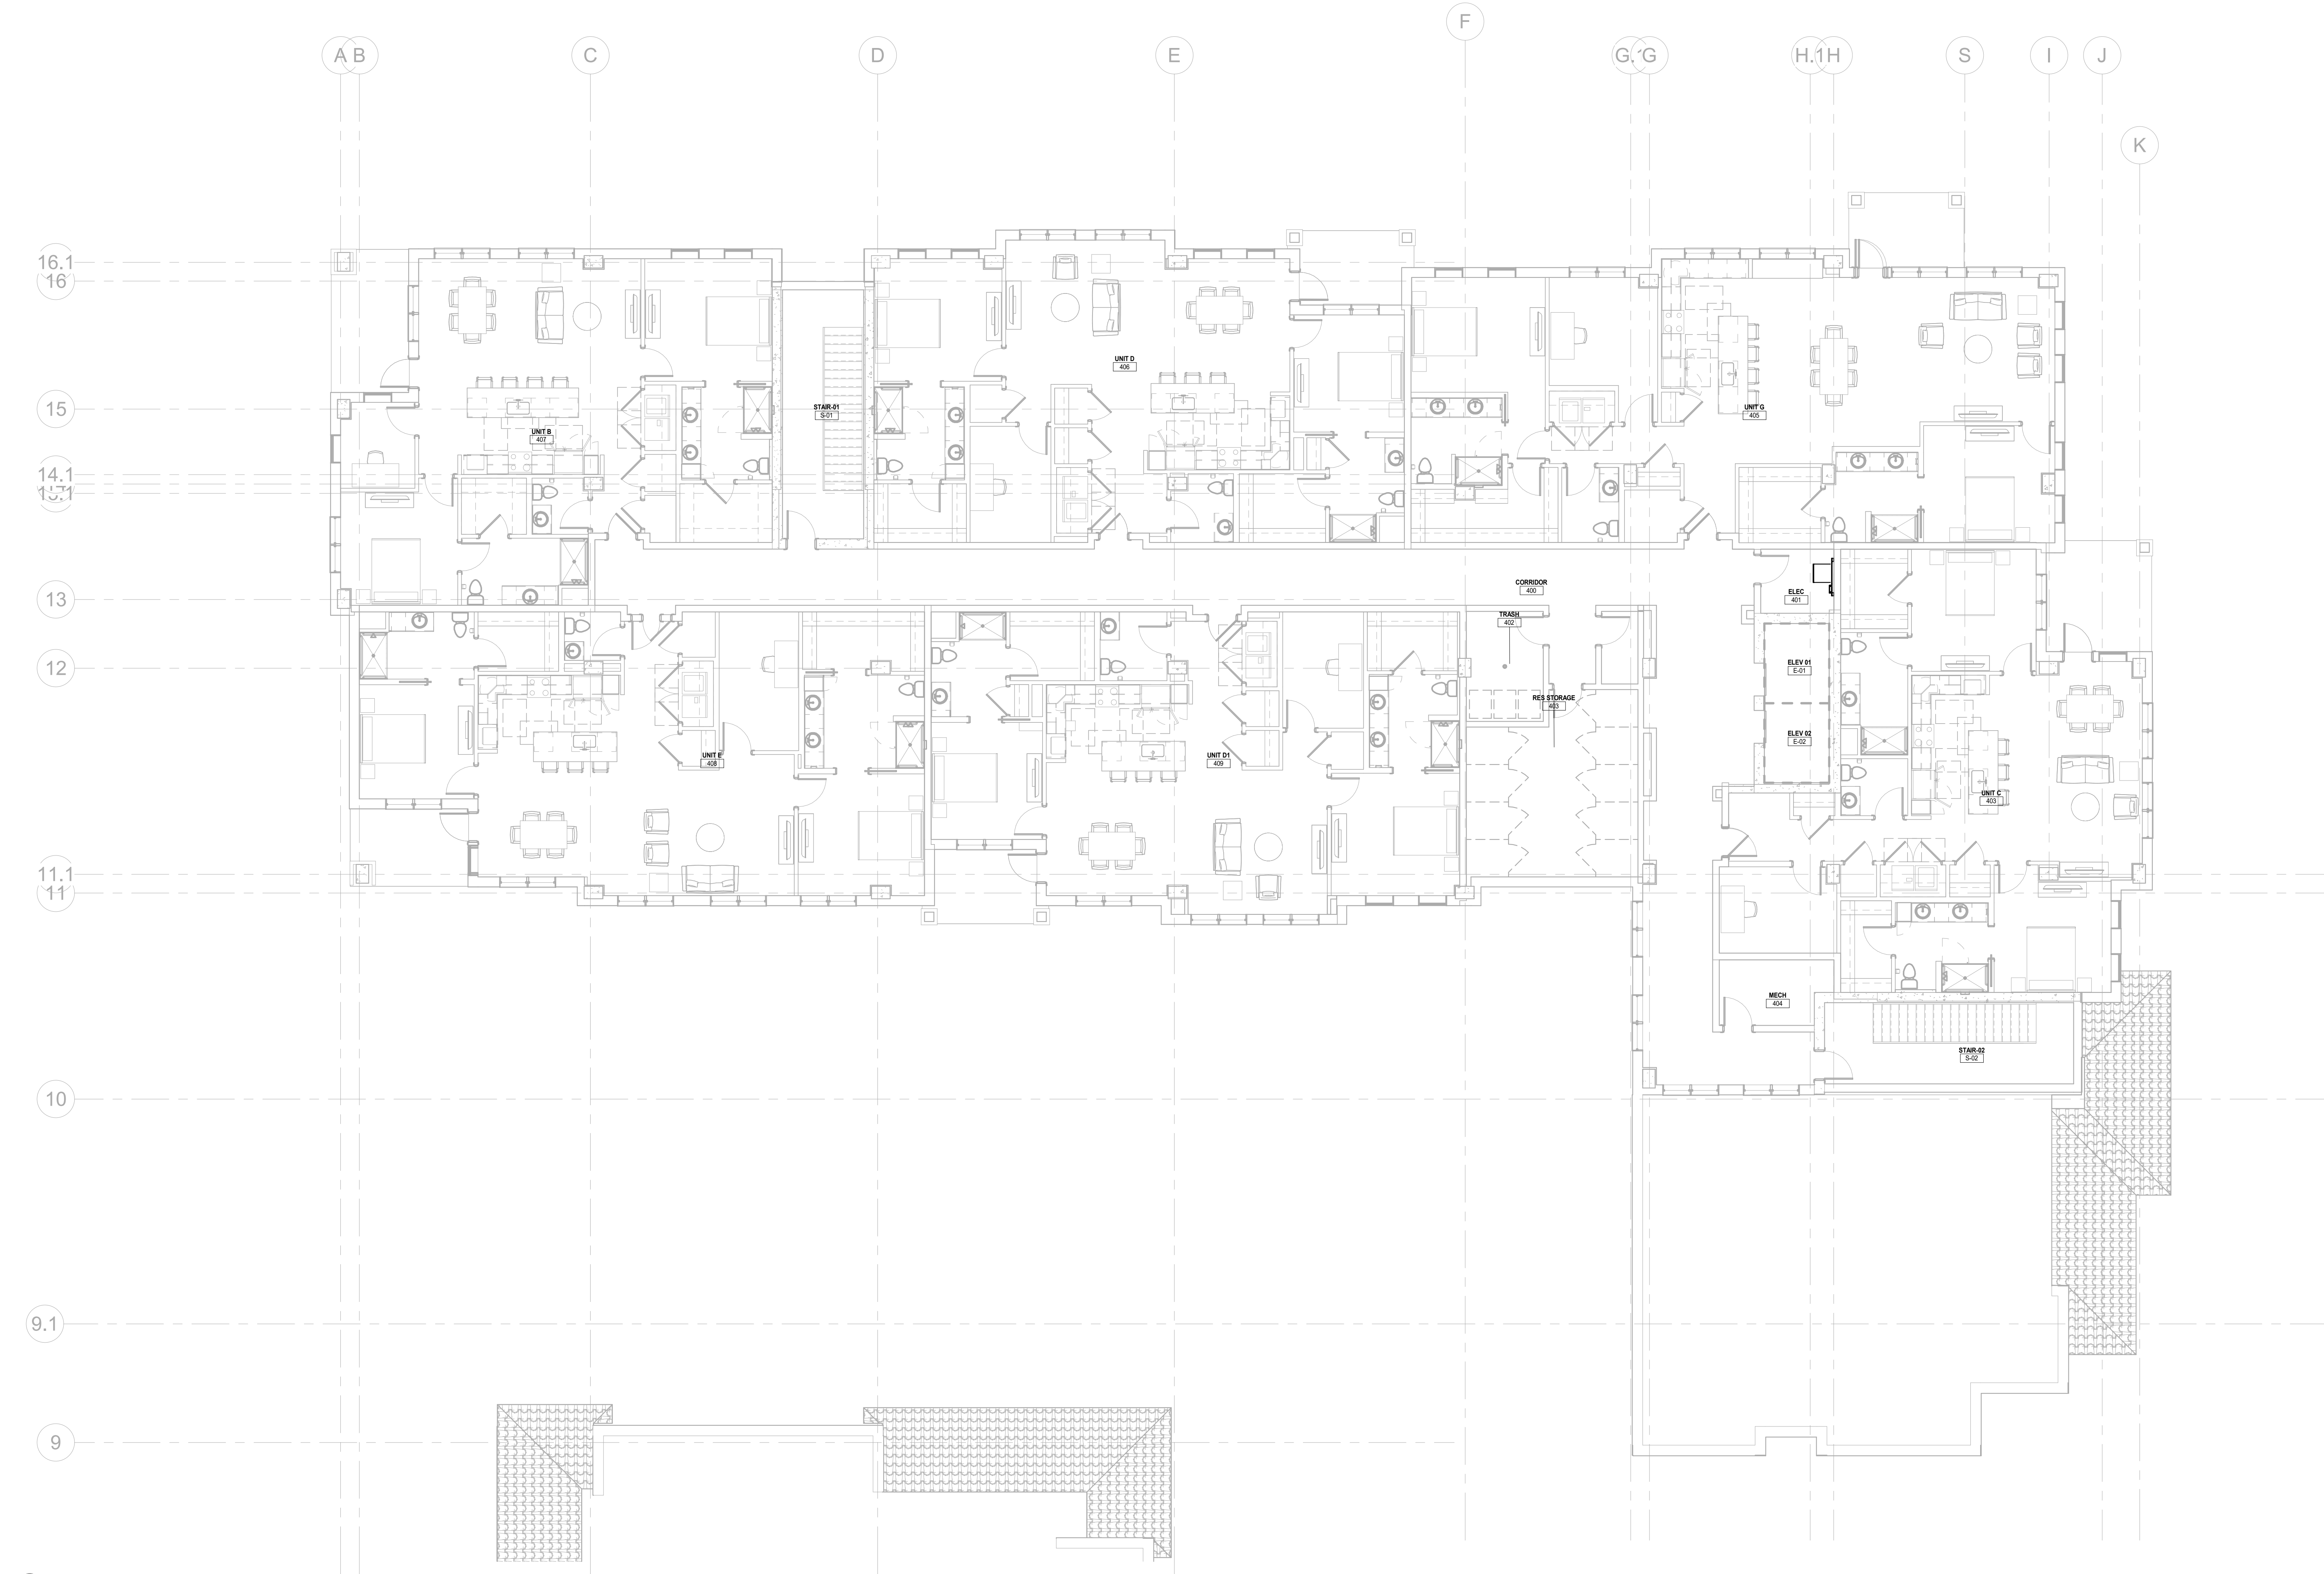 F
A B C D E G.1 G H.1 H S I J
K
16.1
16
UNIT D
406
15
STAIR-01
S-01
UNIT G
405
UNIT B
407
14.1
13
CORRIDOR
400
ELEC
401
TRASH
402
12
ELEV 01
E-01
RES STORAGE
403
ELEV 02
E-02
UNIT E
408
UNIT D1
409
UNIT C
403
11.1
11
MECH
404
STAIR-02
S-02
10
9.1
9